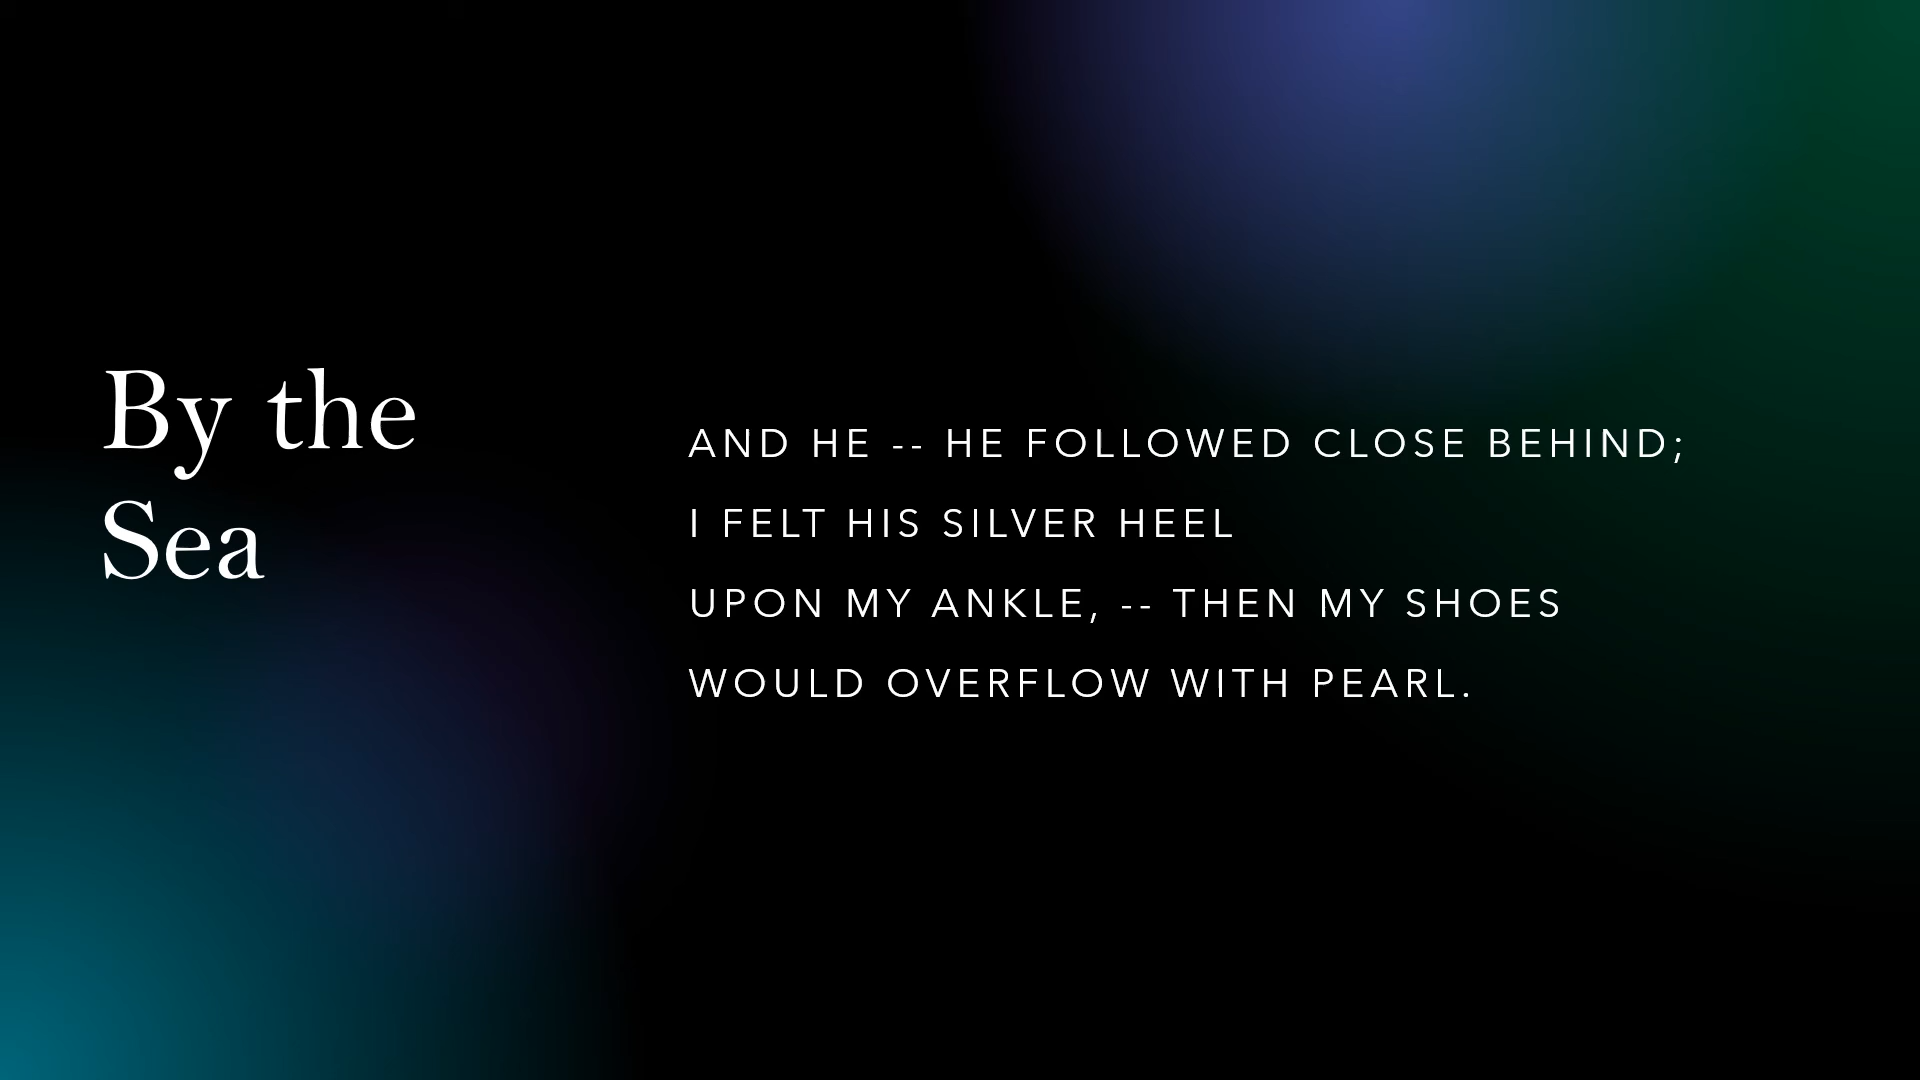 By the
Sea
AND HE -- HE FOLLOWED CLOSE BEHIND;
I FELT HIS SILVER HEEL
UPON MY ANKLE, -- THEN MY SHOES
WOULD OVERFLOW WITH PEARL.